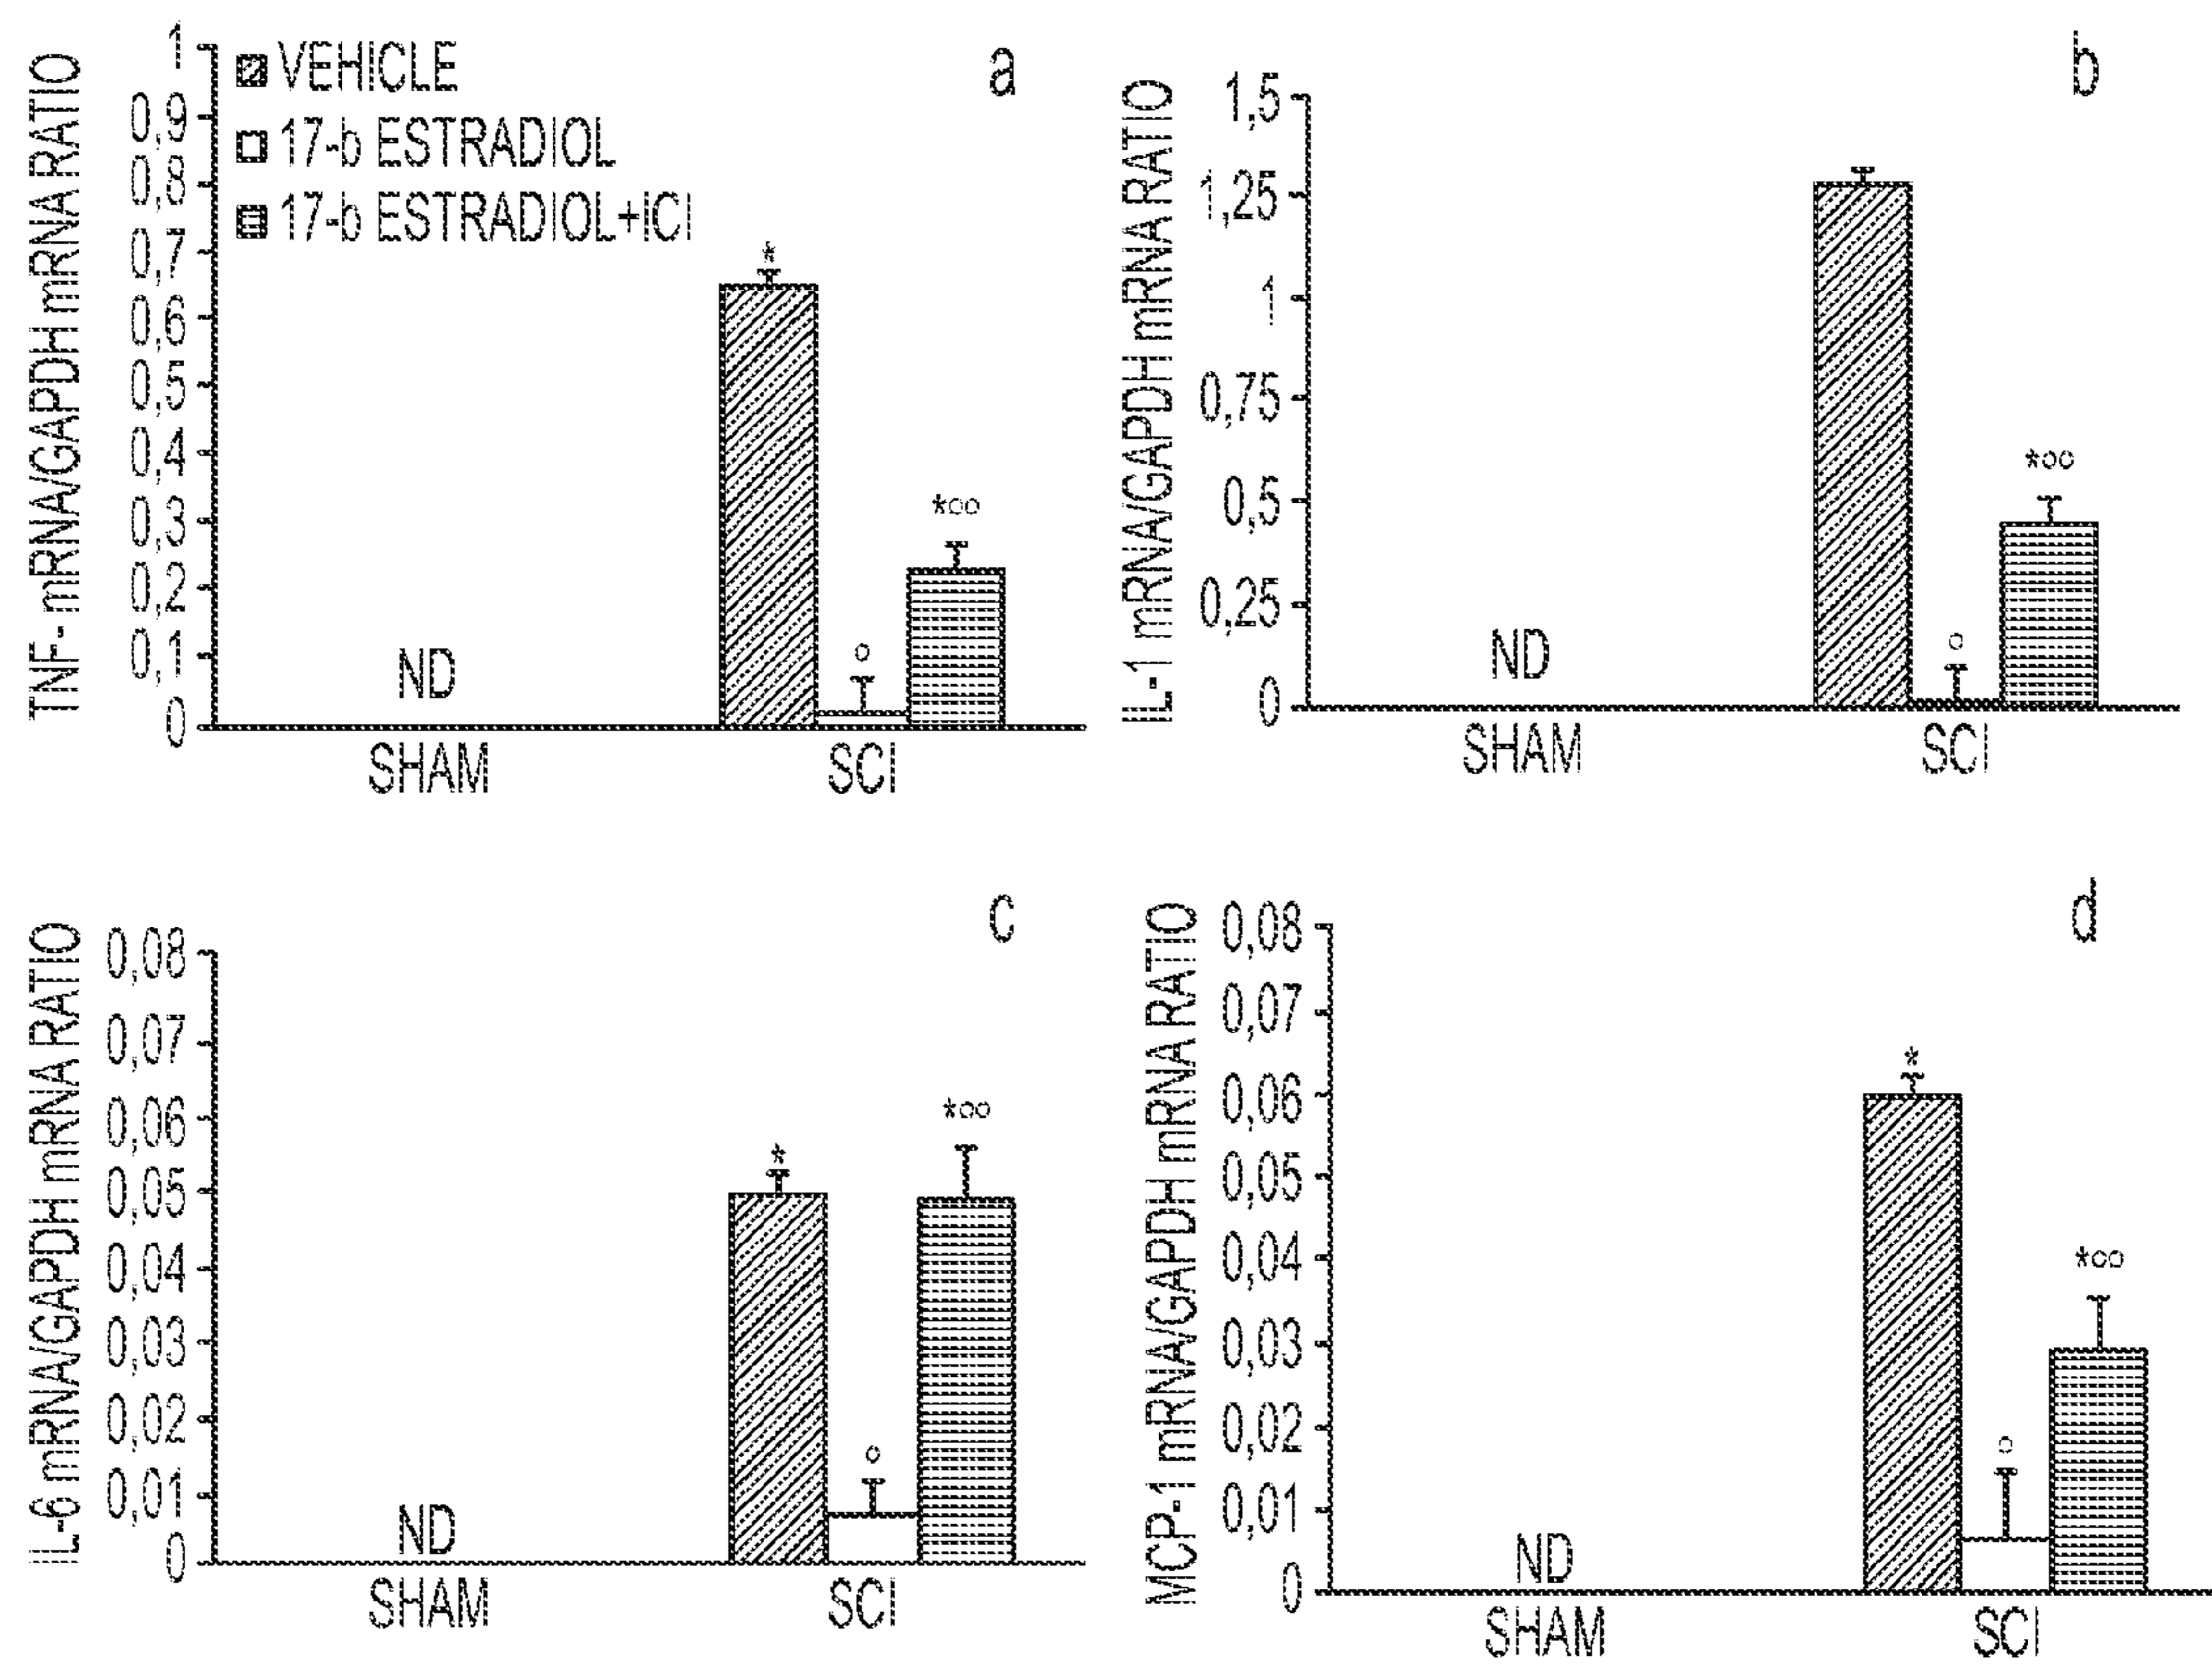 a
TNF- mRNA/GAPDH mRNA RATIO
1
0,9
0,8
0,7
0,6
0,5
0,4
0,3
0,2
0,1
0
VEHICLE
17-b ESTRADIOL
17-b ESTRADIOL+ICI
ND
*
o
*oo
SHAM
SCI
b
IL-1 mRNA/GAPDH mRNA RATIO
1,5
1,25
1
0,75
0,5
0,25
0
ND
o
*oo
SHAM
SCI
c
IL-6 mRNA/GAPDH mRNA RATIO
0,08
0,07
0,06
0,05
0,04
0,03
0,02
0,01
0
ND
*
o
*oo
SHAM
SCI
d
MCP-1 mRNA/GAPDH mRNA RATIO
0,08
0,07
0,06
0,05
0,04
0,03
0,02
0,01
0
ND
*
o
*oo
SHAM
SCI